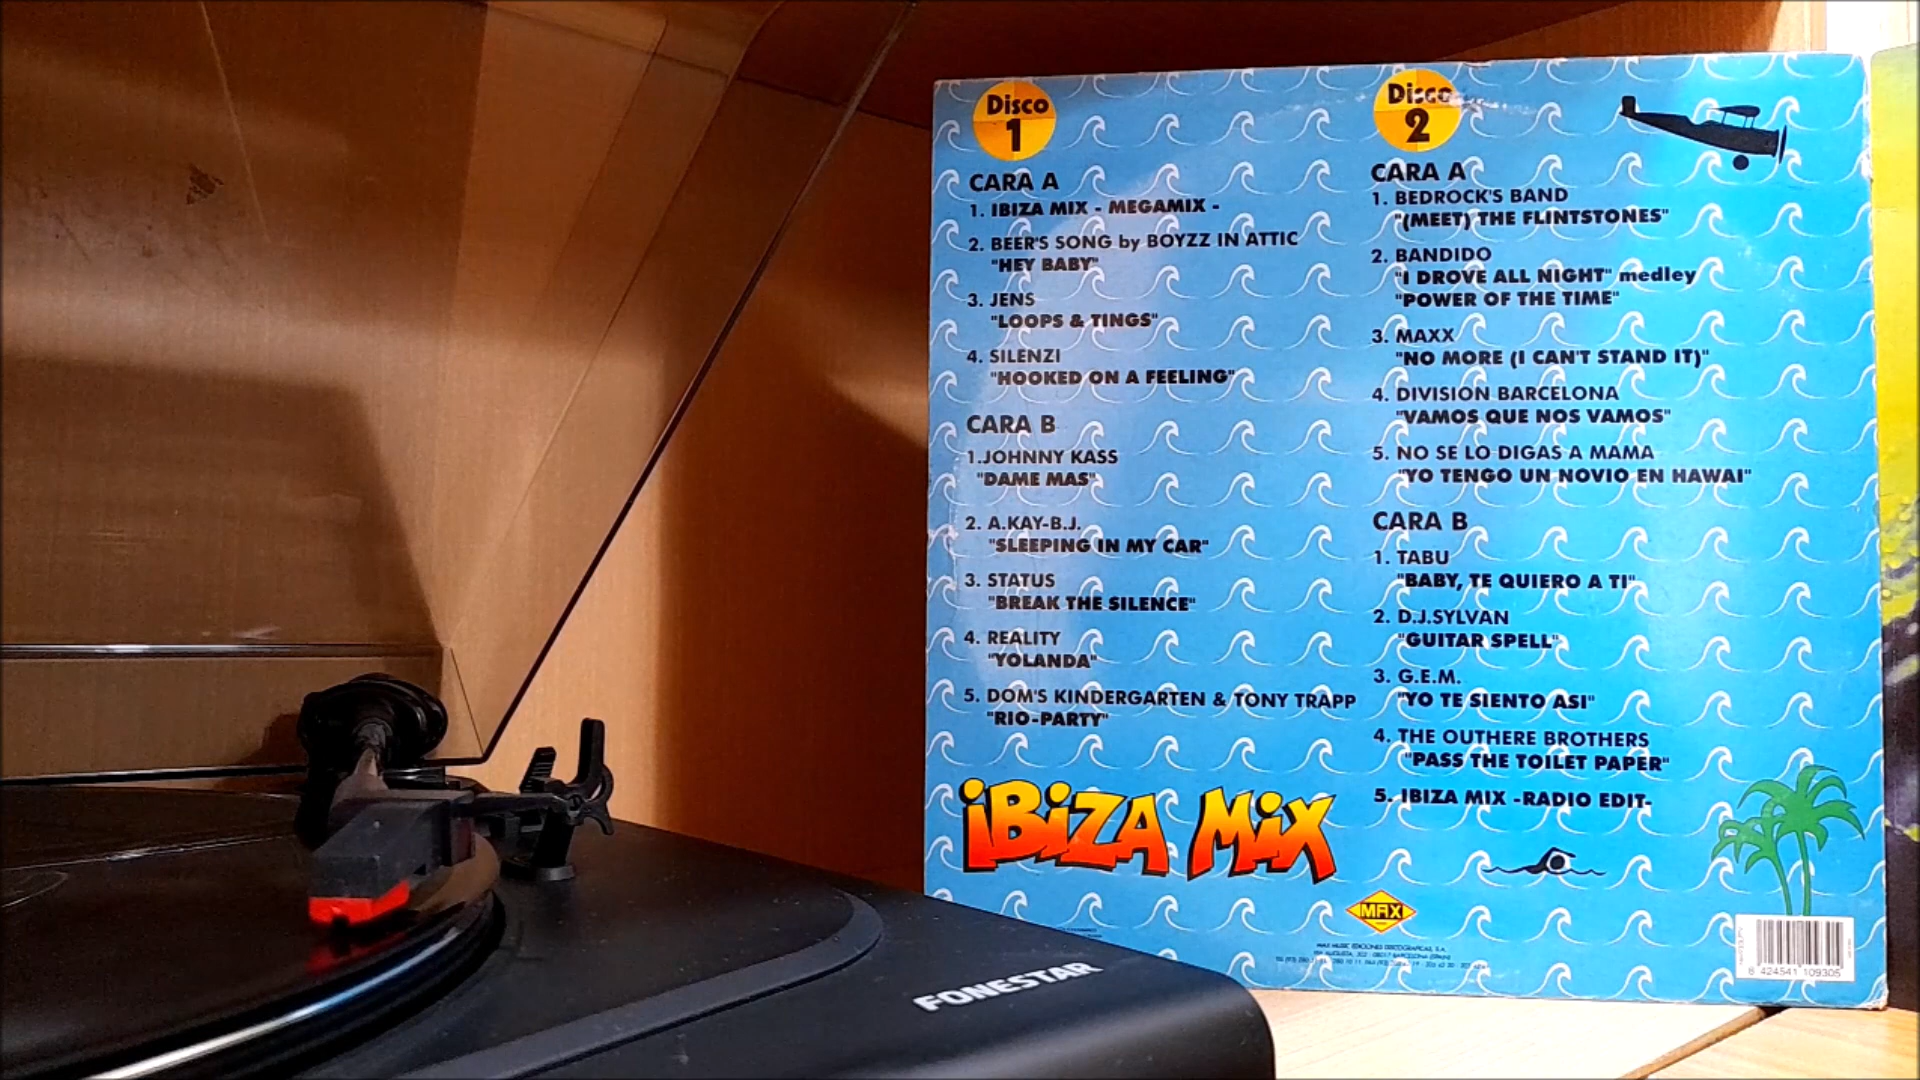 Disco
1
CARA A
1. IBIZA MIX - MEGAMIX -
2. BEER'S SONG by BOYZZ IN ATTIC
"HEY BABY"
3. JENS
"LOOPS & TINGS"
4. SILENZI
"HOOKED ON A FEELING"
CARA B
1.JOHNNY KASS
"DAME MAS"
2. A.KAY-B.J.
"SLEEPING IN MY CAR"
3. STATUS
"BREAK THE SILENCE"
4. REALITY
"YOLANDA"
5. DOM'S KINDERGARTEN & TONY TRAPP
"RIO-PARTY"
Disco
2
CARA A
1. BEDROCK'S BAND
"(MEET) THE FLINTSTONES"
2. BANDIDO
"I DROVE ALL NIGHT" medley
"POWER OF THE TIME"
3. MAXX
"NO MORE (I CAN'T STAND IT)"
4. DIVISION BARCELONA
"VAMOS QUE NOS VAMOS"
5. NO SE LO DIGAS A MAMA
"YO TENGO UN NOVIO EN HAWAI"
CARA B
1. TABU
"BABY, TE QUIERO A TI"
2. D.J.SYLVAN
"GUITAR SPELL"
3. G.E.M.
"YO TE SIENTO ASI"
4. THE OUTHERE BROTHERS
"PASS THE TOILET PAPER"
5. IBIZA MIX -RADIO EDIT-
iBiZA MiX
MAX
MAX MUSIC EDICIONES DISCOGRAFICAS, S.A.
8 424541 109305
FONESTAR